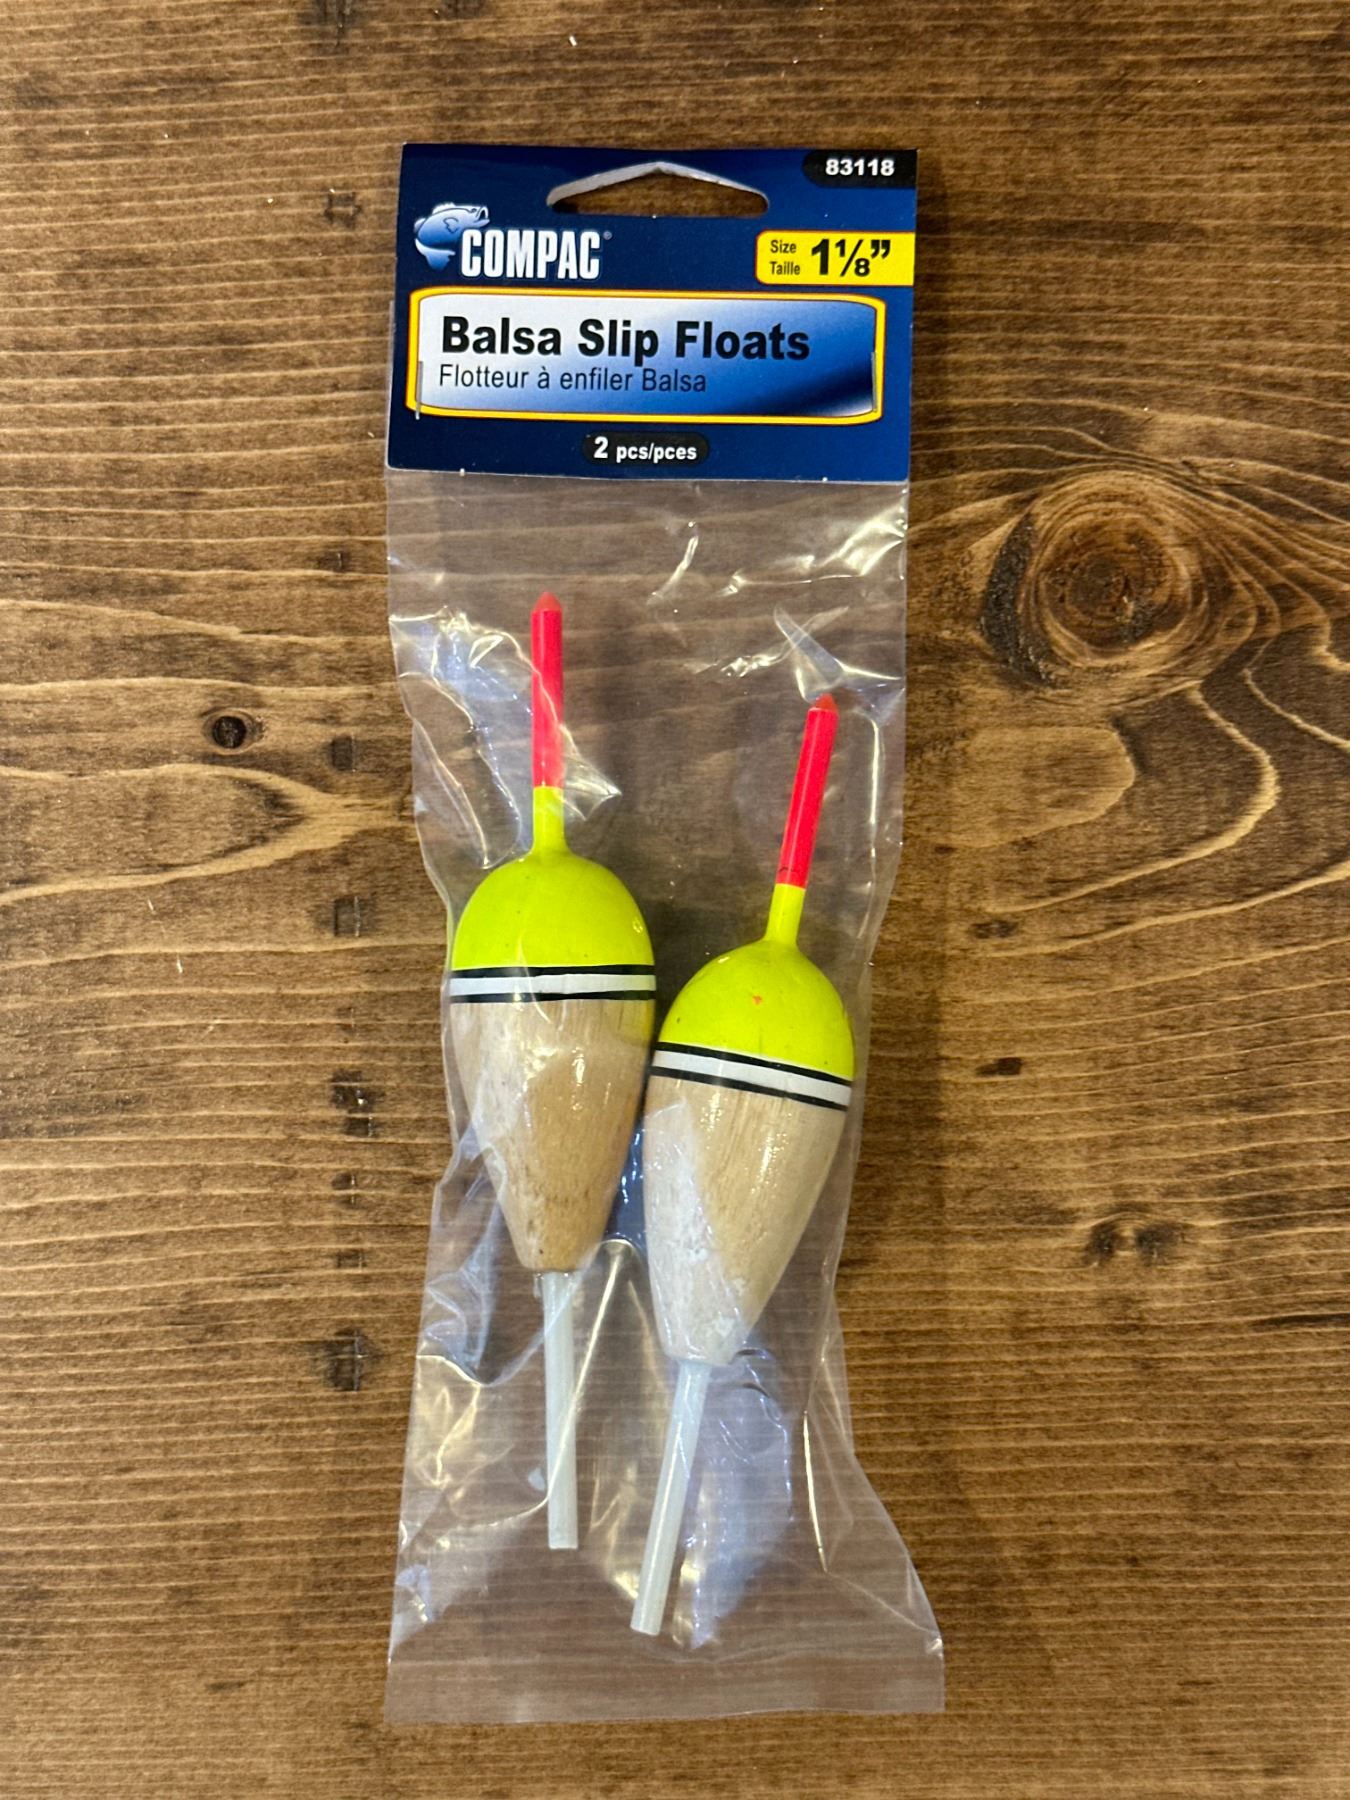 83118
COMPAC®
Size
Taille
1⅛"
Balsa Slip Floats
Flotteur à enfiler Balsa
2 pcs/pces